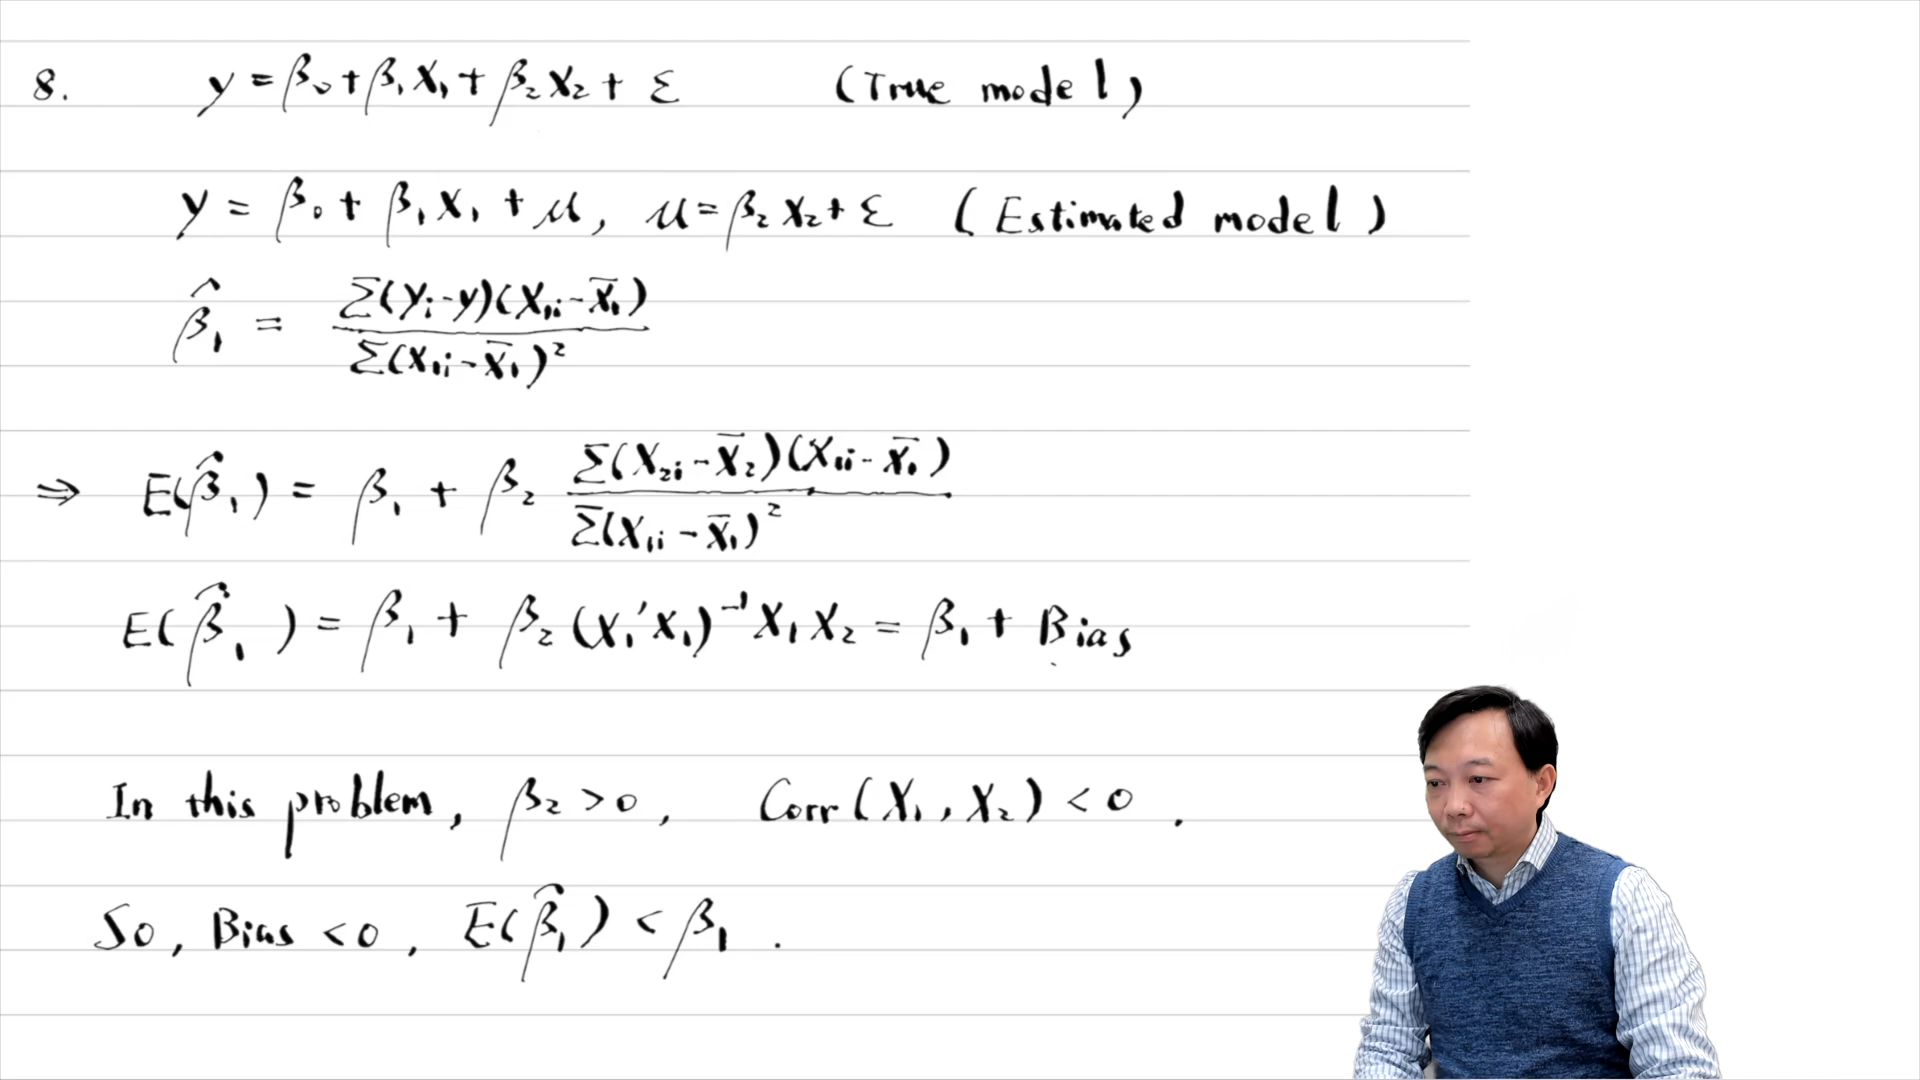 8. y = β₀ + β₁X₁ + β₂X₂ + ε (True model)
y = β₀ + β₁X₁ + μ, μ = β₂X₂ + ε (Estimated model)
β̂₁ = Σ(yᵢ - y)(X₁ᵢ - X̄₁) / Σ(X₁ᵢ - X̄₁)²
⇒ E(β̂₁) = β₁ + β₂ Σ(X₂ᵢ - X̄₂)(X₁ᵢ - X̄₁) / Σ(X₁ᵢ - X̄₁)²
E(β̂₁) = β₁ + β₂(X₁'X₁)⁻¹X₁X₂ = β₁ + Bias
In this problem, β₂ > 0, Corr(X₁, X₂) < 0.
So, Bias < 0, E(β̂₁) < β₁.